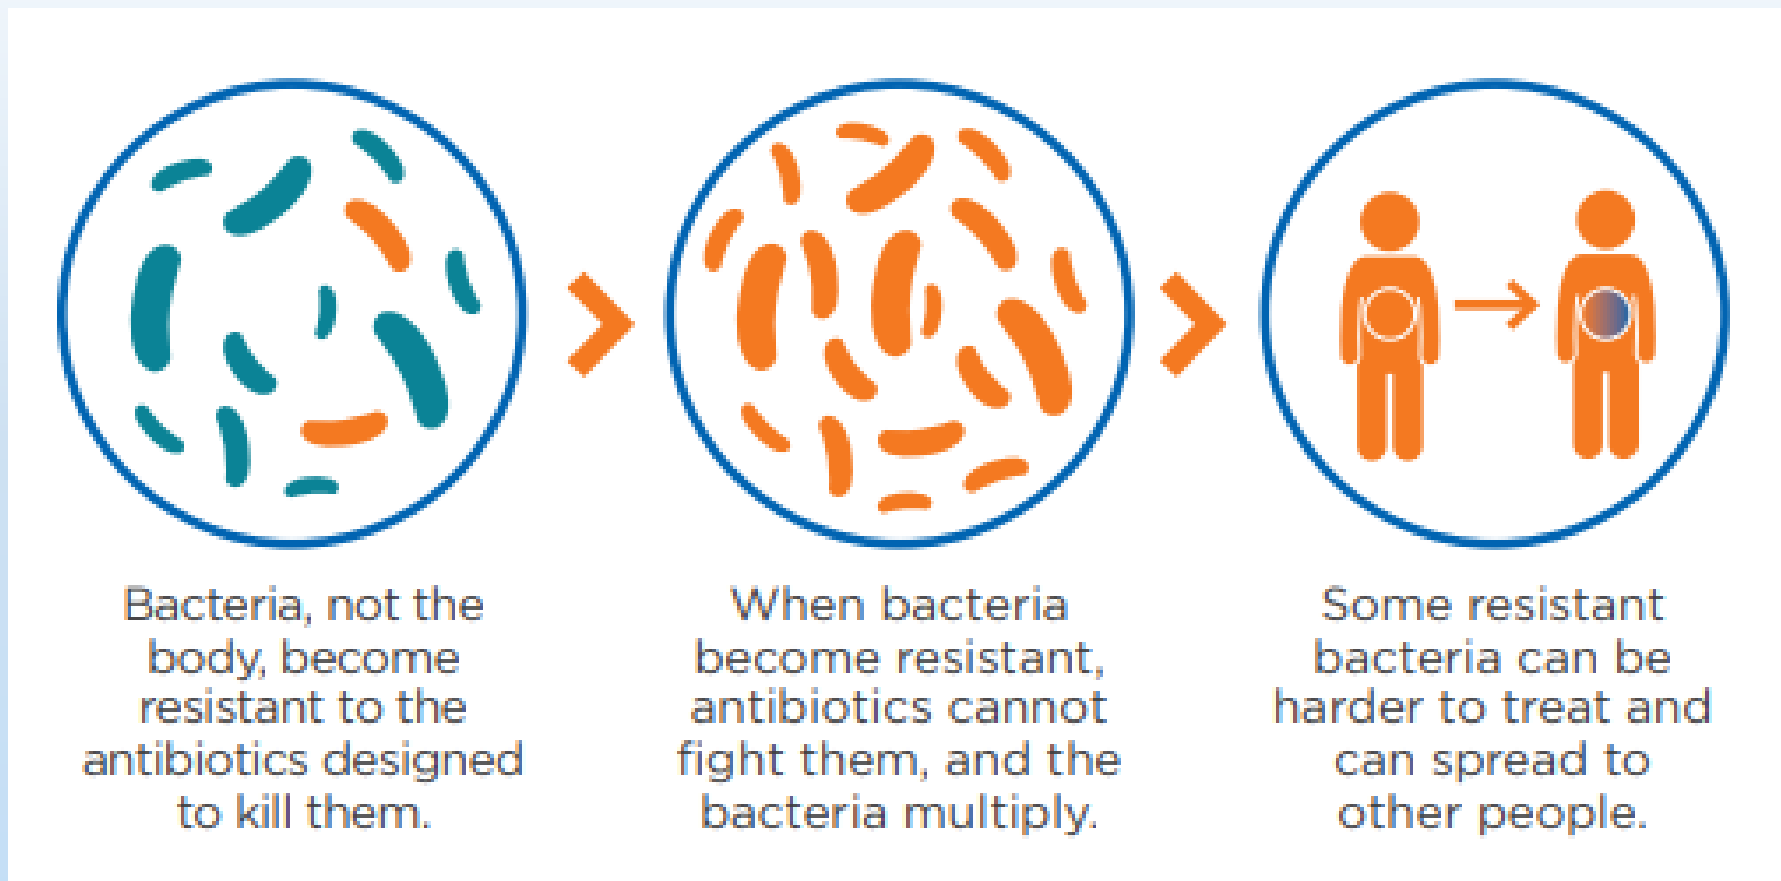 Bacteria, not the
body, become
resistant to the
antibiotics designed
to kill them.
When bacteria
become resistant,
antibiotics cannot
fight them, and the
bacteria multiply.
Some resistant
bacteria can be
harder to treat and
can spread to
other people.